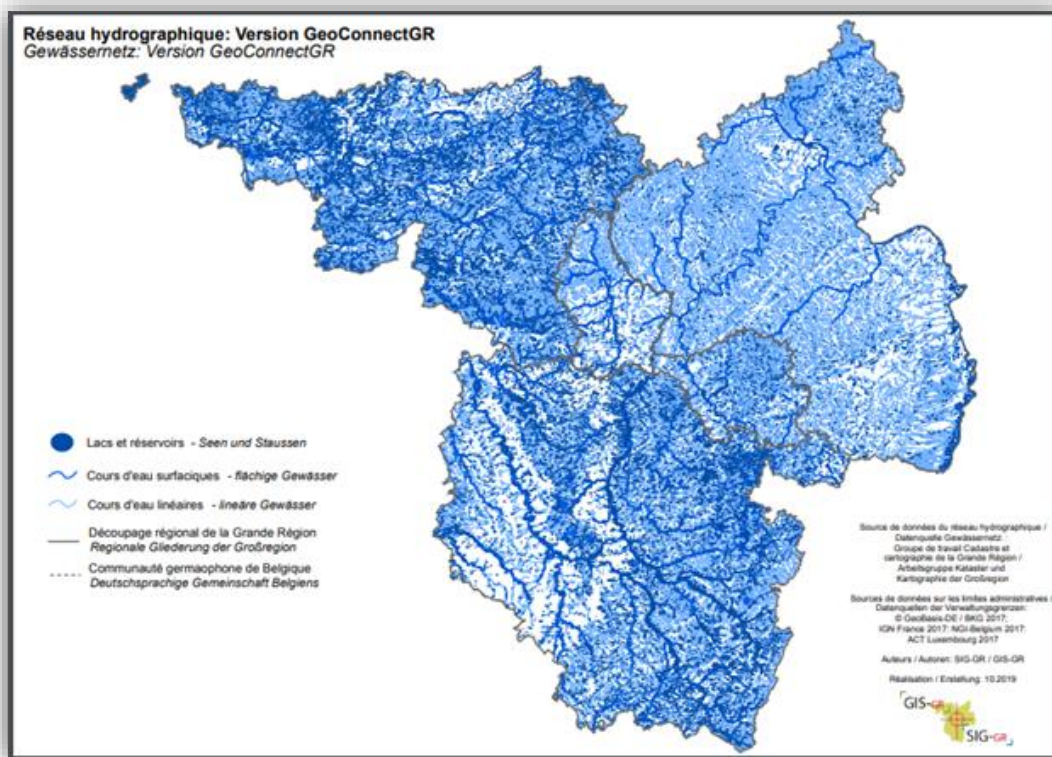 Réseau hydrographique: Version GeoConnectGR
Gewässernetz: Version GeoConnectGR
Lacs et réservoirs - Seen und Staussen
Cours d'eau surfaciques - flächige Gewässer
Cours d'eau linéaires - lineäre Gewässer
Découpage régional de la Grande Région
Regionale Gliederung der Großregion
Communauté germaophone de Belgique
Deutschsprachige Gemeinschaft Belgiens
Source de données du réseau hydrographique /
Datenquelle Gewässernetz:
Groupe de travail Cadastre et
cartographie de la Grande Région /
Arbeitsgruppe Kataster und
Kartographie der Großregion
Sources de données sur les limites administratives /
Datenquellen der Verwaltungsgrenzen:
© GeoBasis-DE / BKG 2017;
IGN France 2017; NGI-Belgium 2017;
ACT Luxembourg 2017
Auteurs / Autoren: SIG-GR / GIS-GR
Réalisation / Erstellung: 10.2019
GIS-GR
SIG-GR